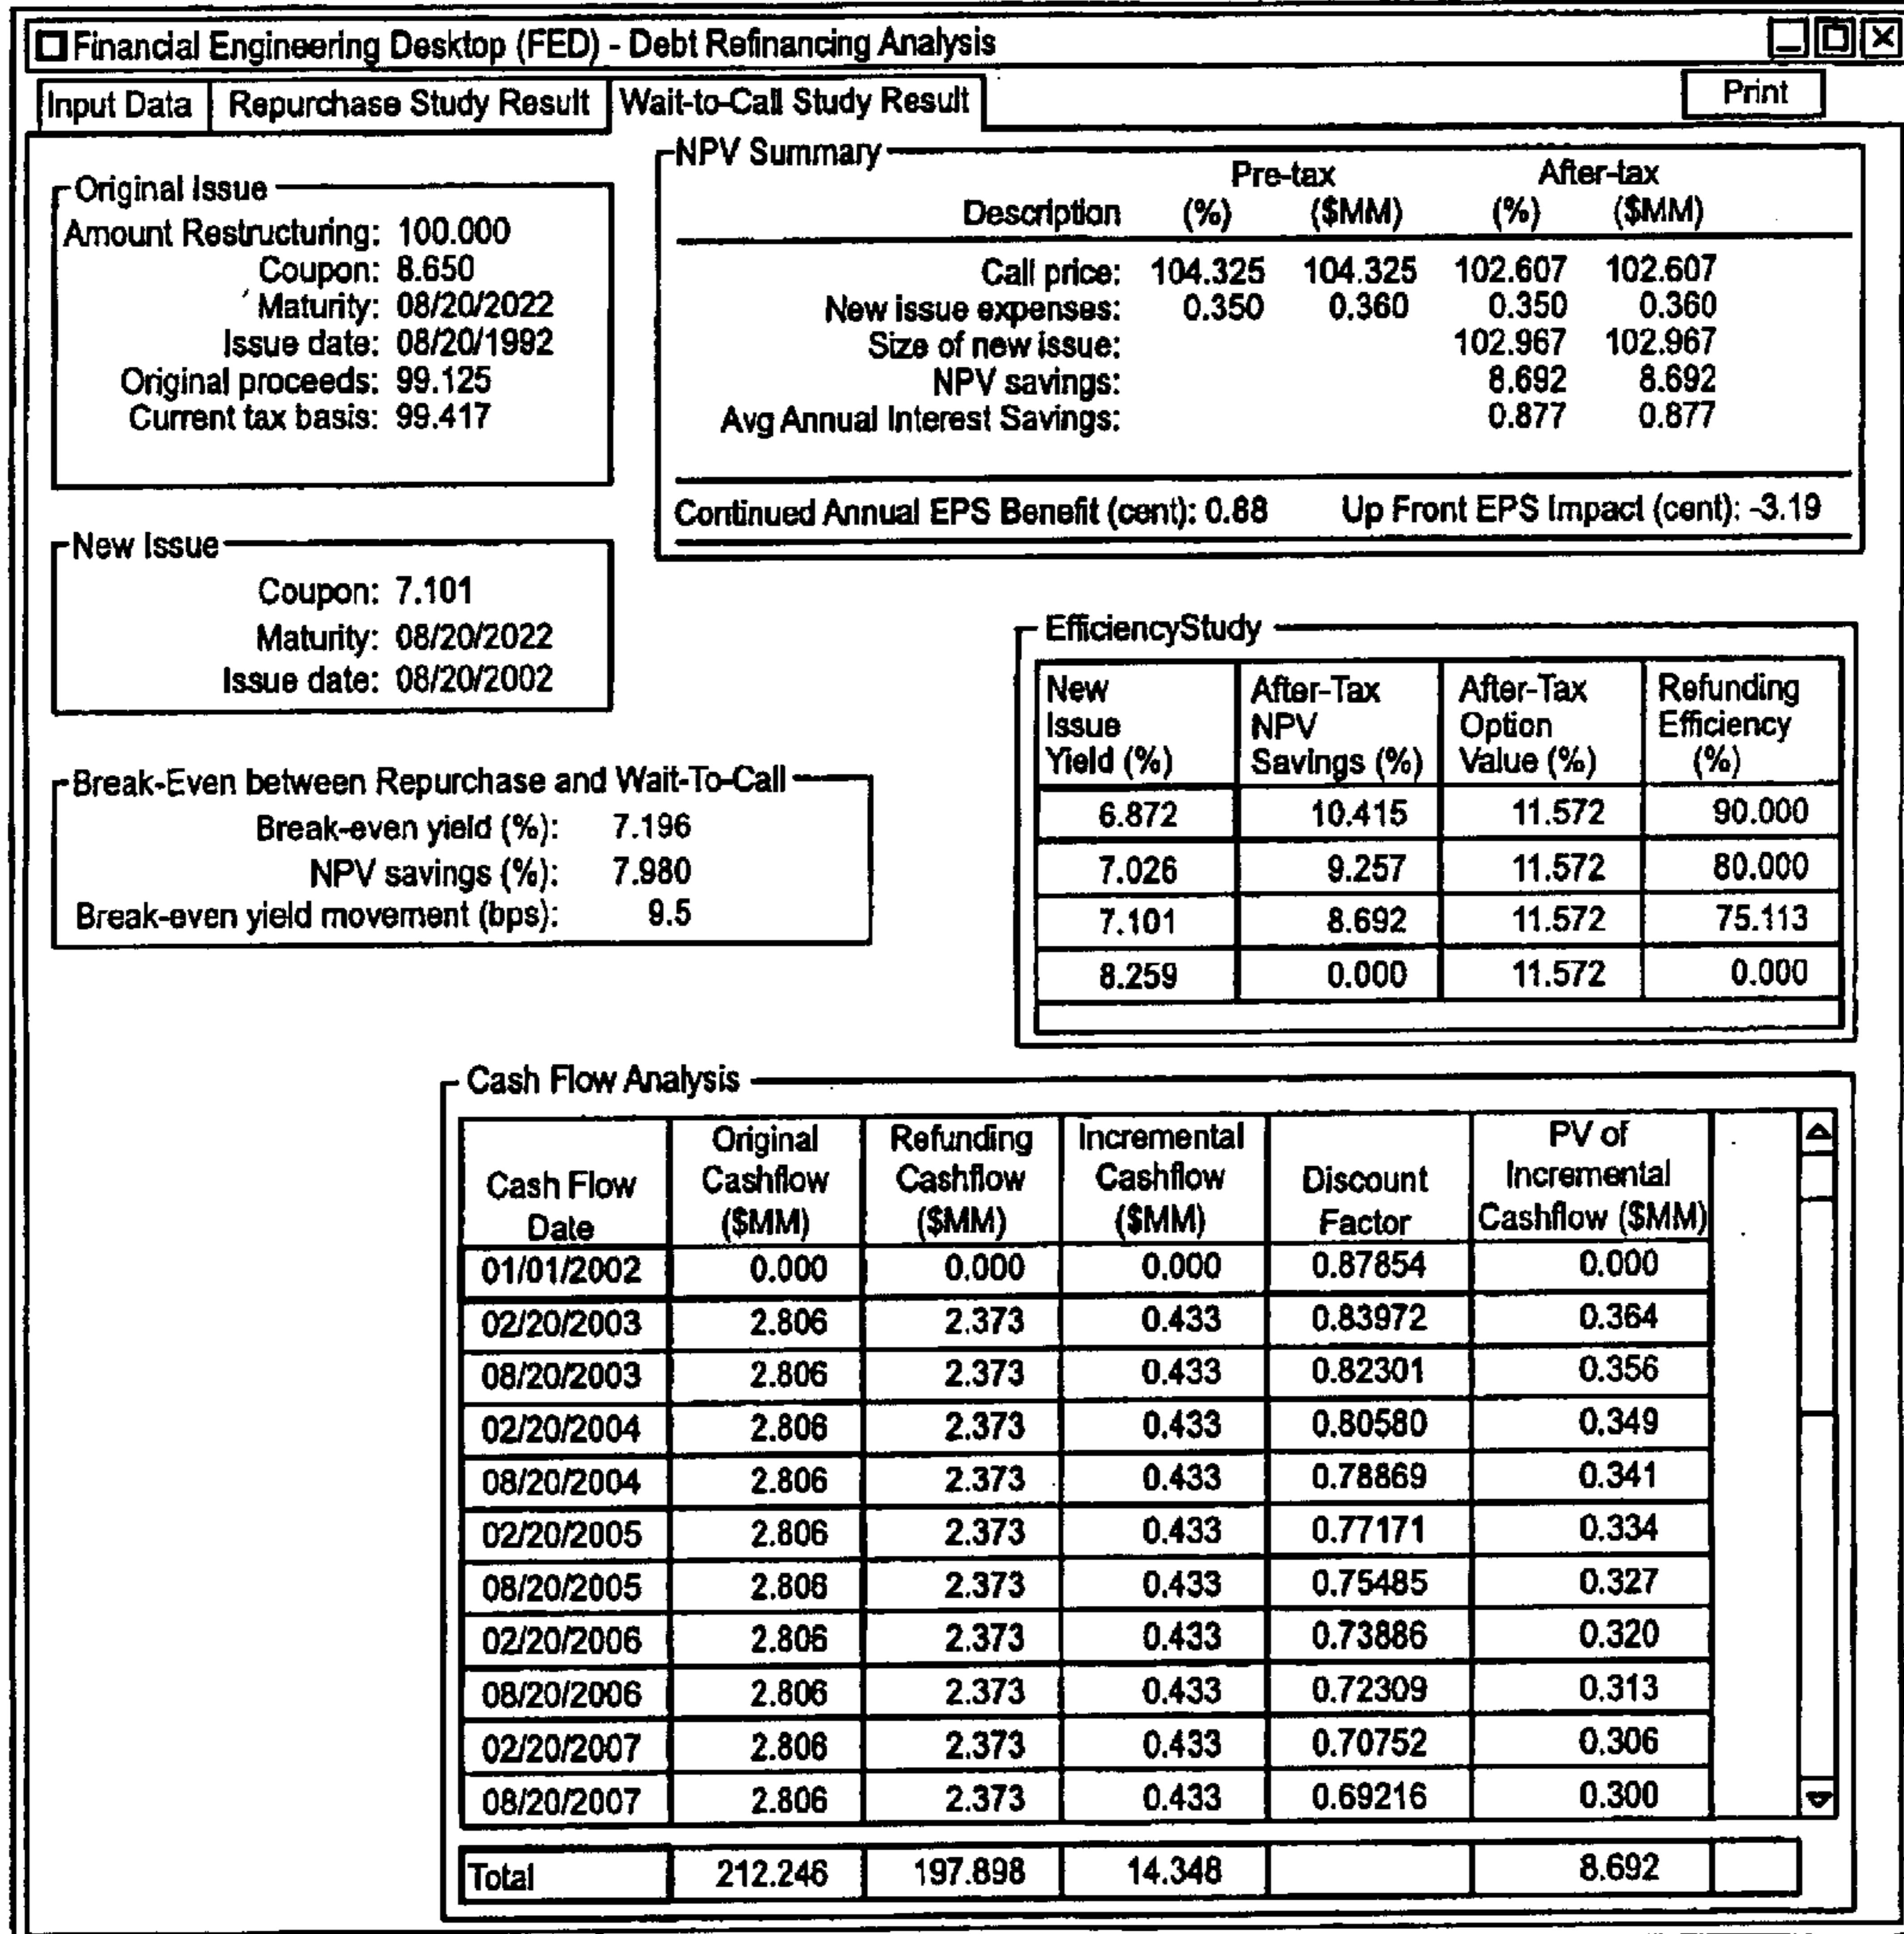 Financial Engineering Desktop (FED) - Debt Refinancing Analysis
Input Data Repurchase Study Result Wait-to-Call Study Result Print
Original Issue
Amount Restructuring: 100.000
Coupon: 8.650
Maturity: 08/20/2022
Issue date: 08/20/1992
Original proceeds: 99.125
Current tax basis: 99.417
NPV Summary
Pre-tax After-tax
Description (%) ($MM) (%) ($MM)
Call price: 104.325 104.325 102.607 102.607
New issue expenses: 0.350 0.360 0.350 0.360
Size of new issue: 102.967 102.967
NPV savings: 8.692 8.692
Avg Annual Interest Savings: 0.877 0.877
Continued Annual EPS Benefit (cent): 0.88 Up Front EPS Impact (cent): -3.19
New Issue
Coupon: 7.101
Maturity: 08/20/2022
Issue date: 08/20/2002
Break-Even between Repurchase and Wait-To-Call
Break-even yield (%): 7.196
NPV savings (%): 7.980
Break-even yield movement (bps): 9.5
EfficiencyStudy
New After-Tax After-Tax Refunding
Issue NPV Option Efficiency
Yield (%) Savings (%) Value (%) (%)
6.872 10.415 11.572 90.000
7.026 9.257 11.572 80.000
7.101 8.692 11.572 75.113
8.259 0.000 11.572 0.000
Cash Flow Analysis
Original Refunding Incremental PV of
Cash Flow Cashflow Cashflow Cashflow Discount Incremental
Date ($MM) ($MM) ($MM) Factor Cashflow ($MM)
01/01/2002 0.000 0.000 0.000 0.87854 0.000
02/20/2003 2.806 2.373 0.433 0.83972 0.364
08/20/2003 2.806 2.373 0.433 0.82301 0.356
02/20/2004 2.806 2.373 0.433 0.80580 0.349
08/20/2004 2.806 2.373 0.433 0.78869 0.341
02/20/2005 2.806 2.373 0.433 0.77171 0.334
08/20/2005 2.806 2.373 0.433 0.75485 0.327
02/20/2006 2.806 2.373 0.433 0.73886 0.320
08/20/2006 2.806 2.373 0.433 0.72309 0.313
02/20/2007 2.806 2.373 0.433 0.70752 0.306
08/20/2007 2.806 2.373 0.433 0.69216 0.300
Total 212.246 197.898 14.348 8.692